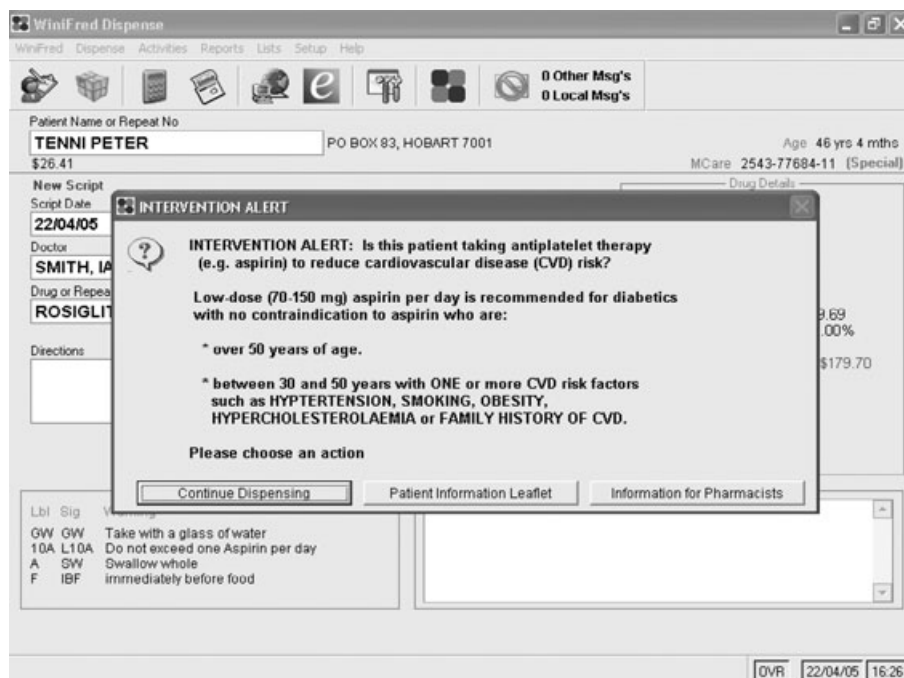 WiniFred Dispense
WiniFred Dispense Activities Reports Lists Setup Help
0 Other Msg's
0 Local Msg's
Patient Name or Repeat No
TENNI PETER
PO BOX 83, HOBART 7001
Age 46 yrs 4 mths
$26.41
MCare 2543-77684-11 (Special)
New Script
Drug Details
Script Date
22/04/05
Doctor
SMITH, IA
Drug or Repea
ROSIGLIT
Directions
9.69
.00%
$179.70
INTERVENTION ALERT
INTERVENTION ALERT: Is this patient taking antiplatelet therapy
(e.g. aspirin) to reduce cardiovascular disease (CVD) risk?
Low-dose (70-150 mg) aspirin per day is recommended for diabetics
with no contraindication to aspirin who are:
* over 50 years of age.
* between 30 and 50 years with ONE or more CVD risk factors
such as HYPTERTENSION, SMOKING, OBESITY,
HYPERCHOLESTEROLAEMIA or FAMILY HISTORY OF CVD.
Please choose an action
Continue Dispensing
Patient Information Leaflet
Information for Pharmacists
Lbl Sig
GW GW Take with a glass of water
10A L10A Do not exceed one Aspirin per day
A SW Swallow whole
F IBF immediately before food
OVR 22/04/05 16:26